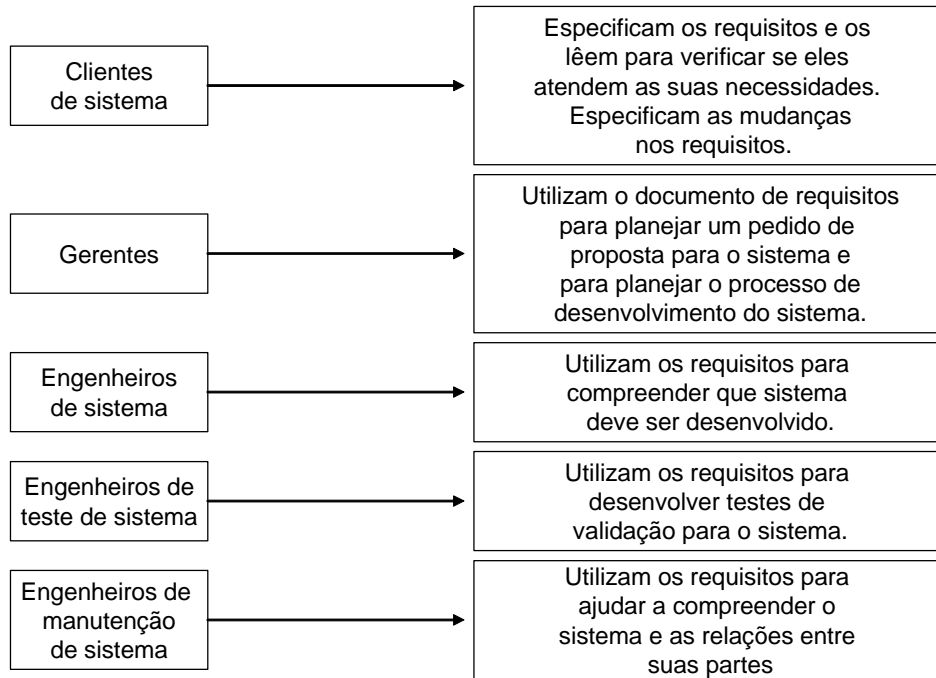 Clientes
de sistema
Especificam os requisitos e os
lêem para verificar se eles
atendem as suas necessidades.
Especificam as mudanças
nos requisitos.
Gerentes
Utilizam o documento de requisitos
para planejar um pedido de
proposta para o sistema e
para planejar o processo de
desenvolvimento do sistema.
Engenheiros
de sistema
Utilizam os requisitos para
compreender que sistema
deve ser desenvolvido.
Engenheiros de
teste de sistema
Utilizam os requisitos para
desenvolver testes de
validação para o sistema.
Engenheiros de
manutenção
de sistema
Utilizam os requisitos para
ajudar a compreender o
sistema e as relações entre
suas partes